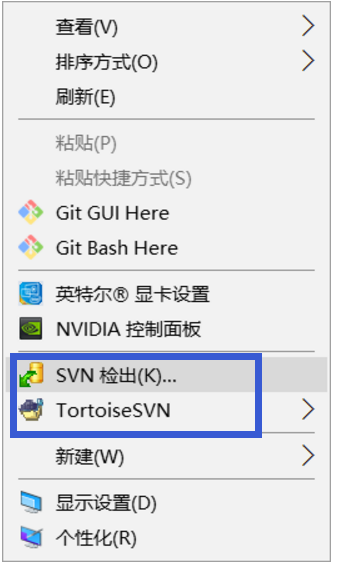 查看(V)
排序方式(O)
刷新(E)
粘贴(P)
粘贴快捷方式(S)
Git GUI Here
Git Bash Here
英特尔® 显卡设置
NVIDIA 控制面板
SVN 检出(K)...
TortoiseSVN
新建(W)
显示设置(D)
个性化(R)